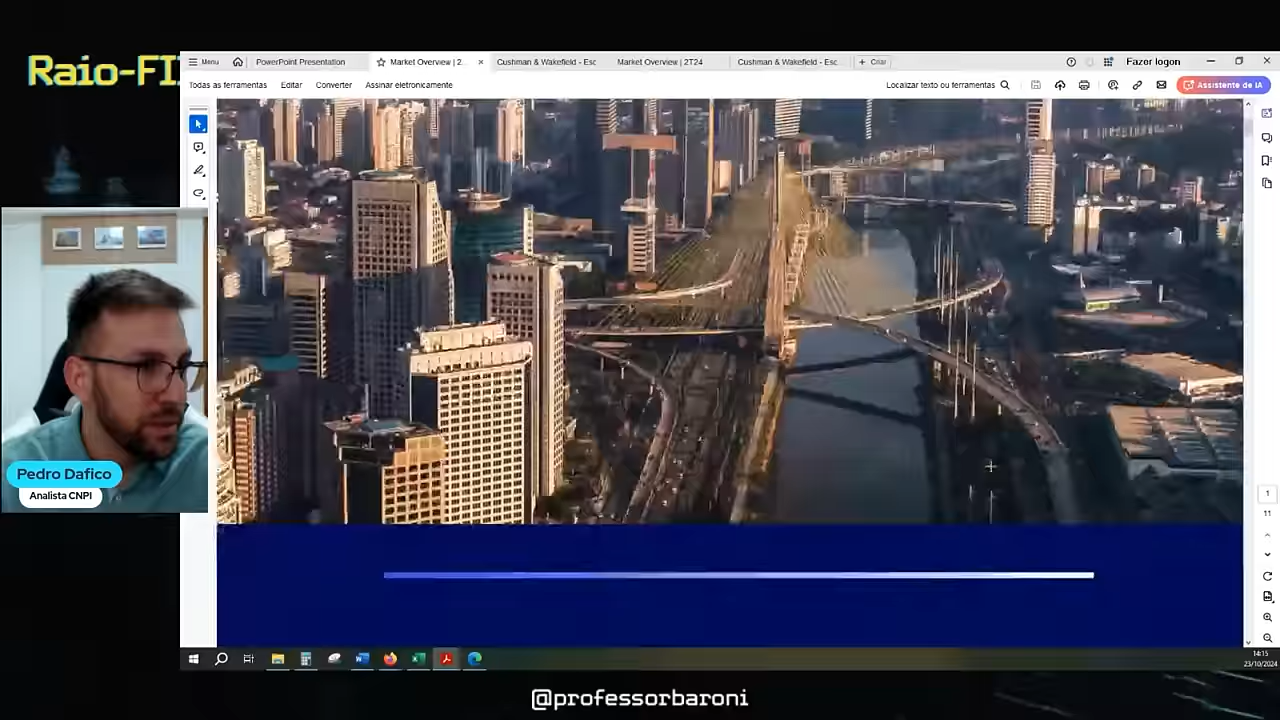 Raio-FI
Menu
PowerPoint Presentation
Market Overview | 2...
Cushman & Wakefield - Esc
Market Overview | 2T24
Cushman & Wakefield - Esc...
Criar
Fazer logon
Todas as ferramentas
Editar
Converter
Assinar eletronicamente
Localizar texto ou ferramentas
Assistente de IA
Pedro Dafico
Analista CNPI
1
11
14:15
23/10/2024
@professorbaroni